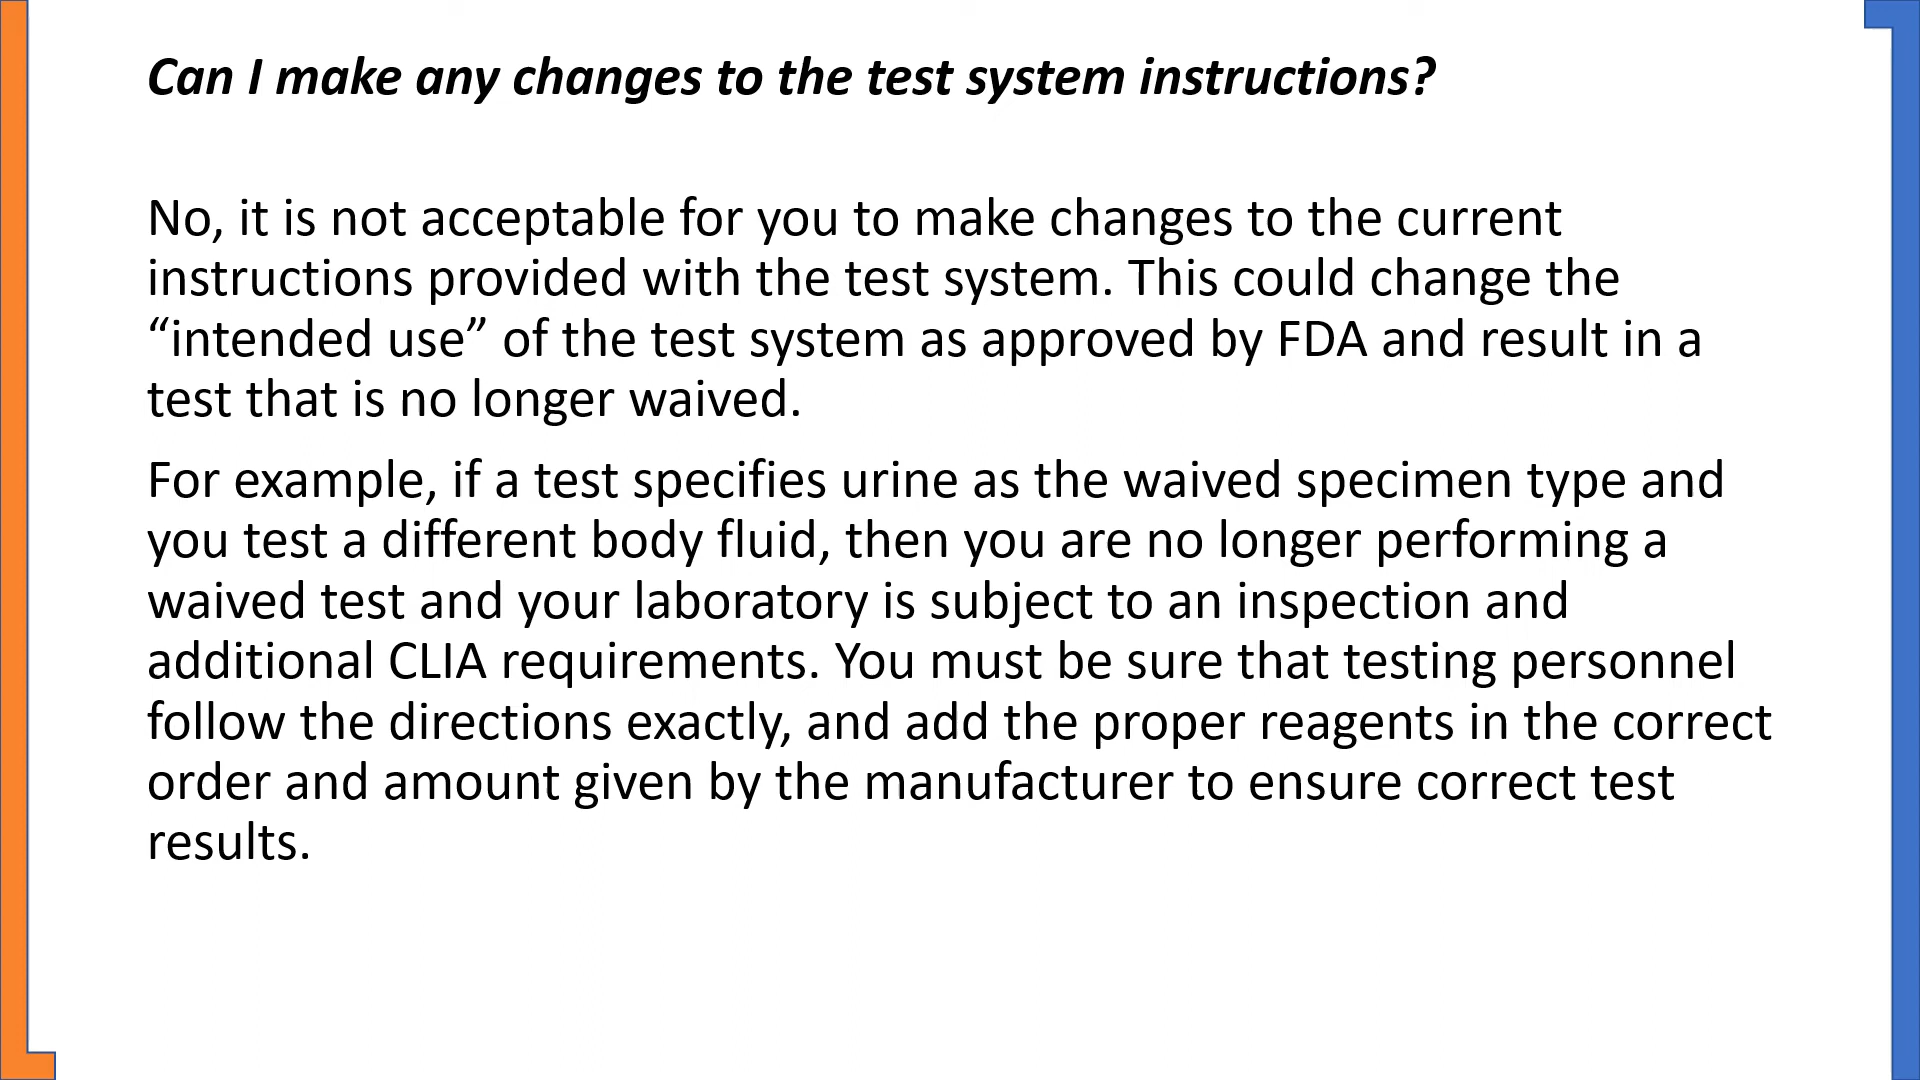 Can I make any changes to the test system instructions?
No, it is not acceptable for you to make changes to the current
instructions provided with the test system. This could change the
“intended use” of the test system as approved by FDA and result in a
test that is no longer waived.
For example, if a test specifies urine as the waived specimen type and
you test a different body fluid, then you are no longer performing a
waived test and your laboratory is subject to an inspection and
additional CLIA requirements. You must be sure that testing personnel
follow the directions exactly, and add the proper reagents in the correct
order and amount given by the manufacturer to ensure correct test
results.